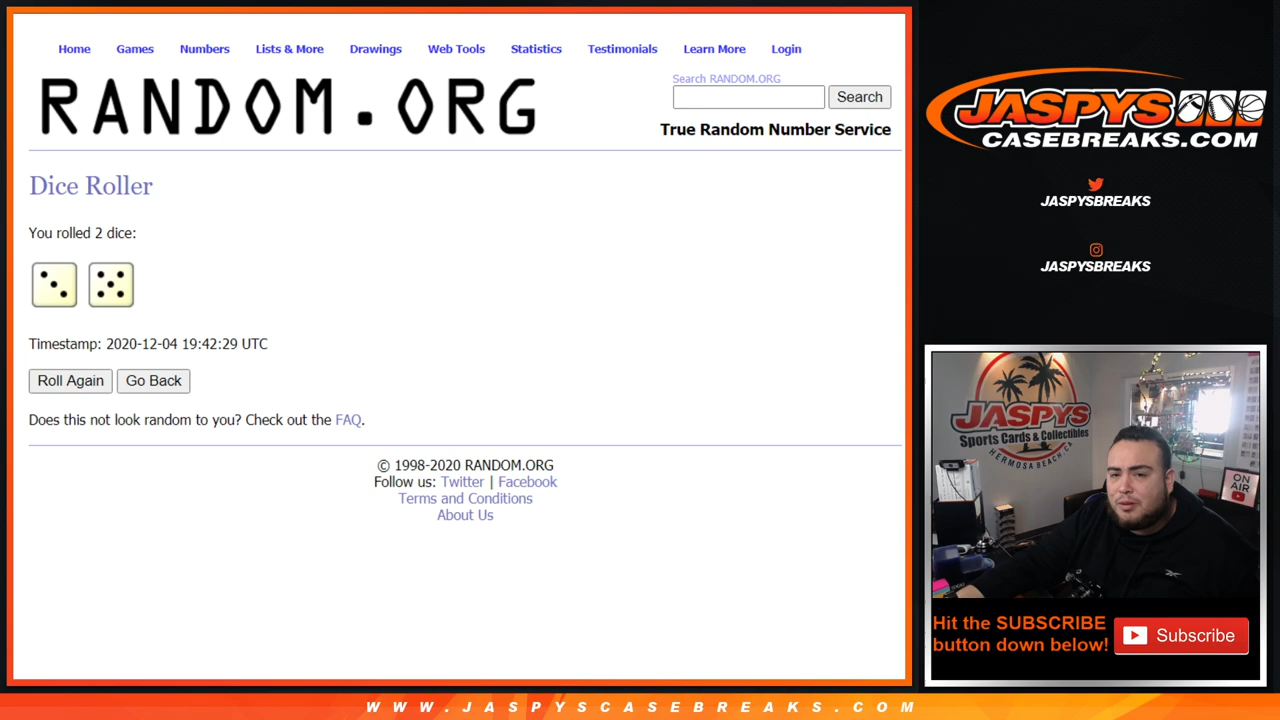 Home Games Numbers Lists & More Drawings Web Tools Statistics Testimonials Learn More Login
RANDOM.ORG
Search RANDOM.ORG
Search
True Random Number Service
Dice Roller
You rolled 2 dice:
Timestamp: 2020-12-04 19:42:29 UTC
Roll Again Go Back
Does this not look random to you? Check out the FAQ.
© 1998-2020 RANDOM.ORG
Follow us: Twitter | Facebook
Terms and Conditions
About Us
JASPYS
CASEBREAKS.COM
JASPYSBREAKS
JASPYSBREAKS
JASPYS
Sports Cards & Collectibles
HERMOSA BEACH, CA
ON
AIR
Hit the SUBSCRIBE
button down below!
Subscribe
WWW.JASPYSCASEBREAKS.COM